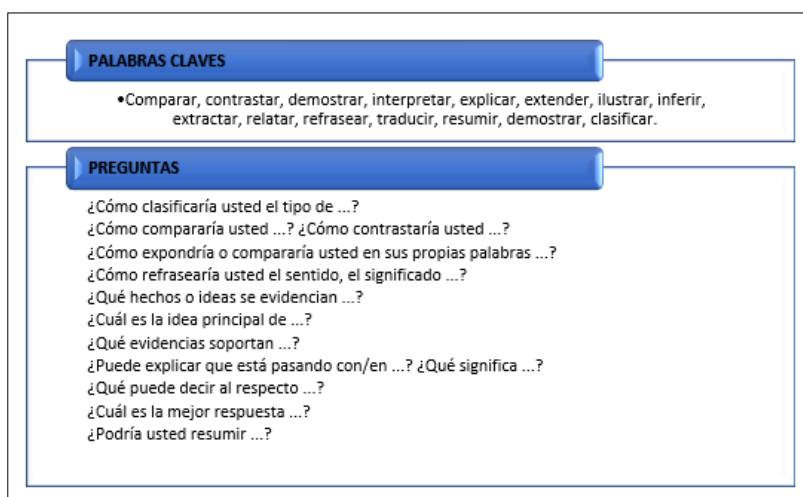 PALABRAS CLAVES
•Comparar, contrastar, demostrar, interpretar, explicar, extender, ilustrar, inferir,
extractar, relatar, refrasear, traducir, resumir, demostrar, clasificar.
PREGUNTAS
¿Cómo clasificaría usted el tipo de ...?
¿Cómo compararía usted ...? ¿Cómo contrastaría usted ...?
¿Cómo expondría o compararía usted en sus propias palabras ...?
¿Cómo refrasearía usted el sentido, el significado ...?
¿Qué hechos o ideas se evidencian ...?
¿Cuál es la idea principal de ...?
¿Qué evidencias soportan ...?
¿Puede explicar que está pasando con/en ...? ¿Qué significa ...?
¿Qué puede decir al respecto ...?
¿Cuál es la mejor respuesta ...?
¿Podría usted resumir ...?